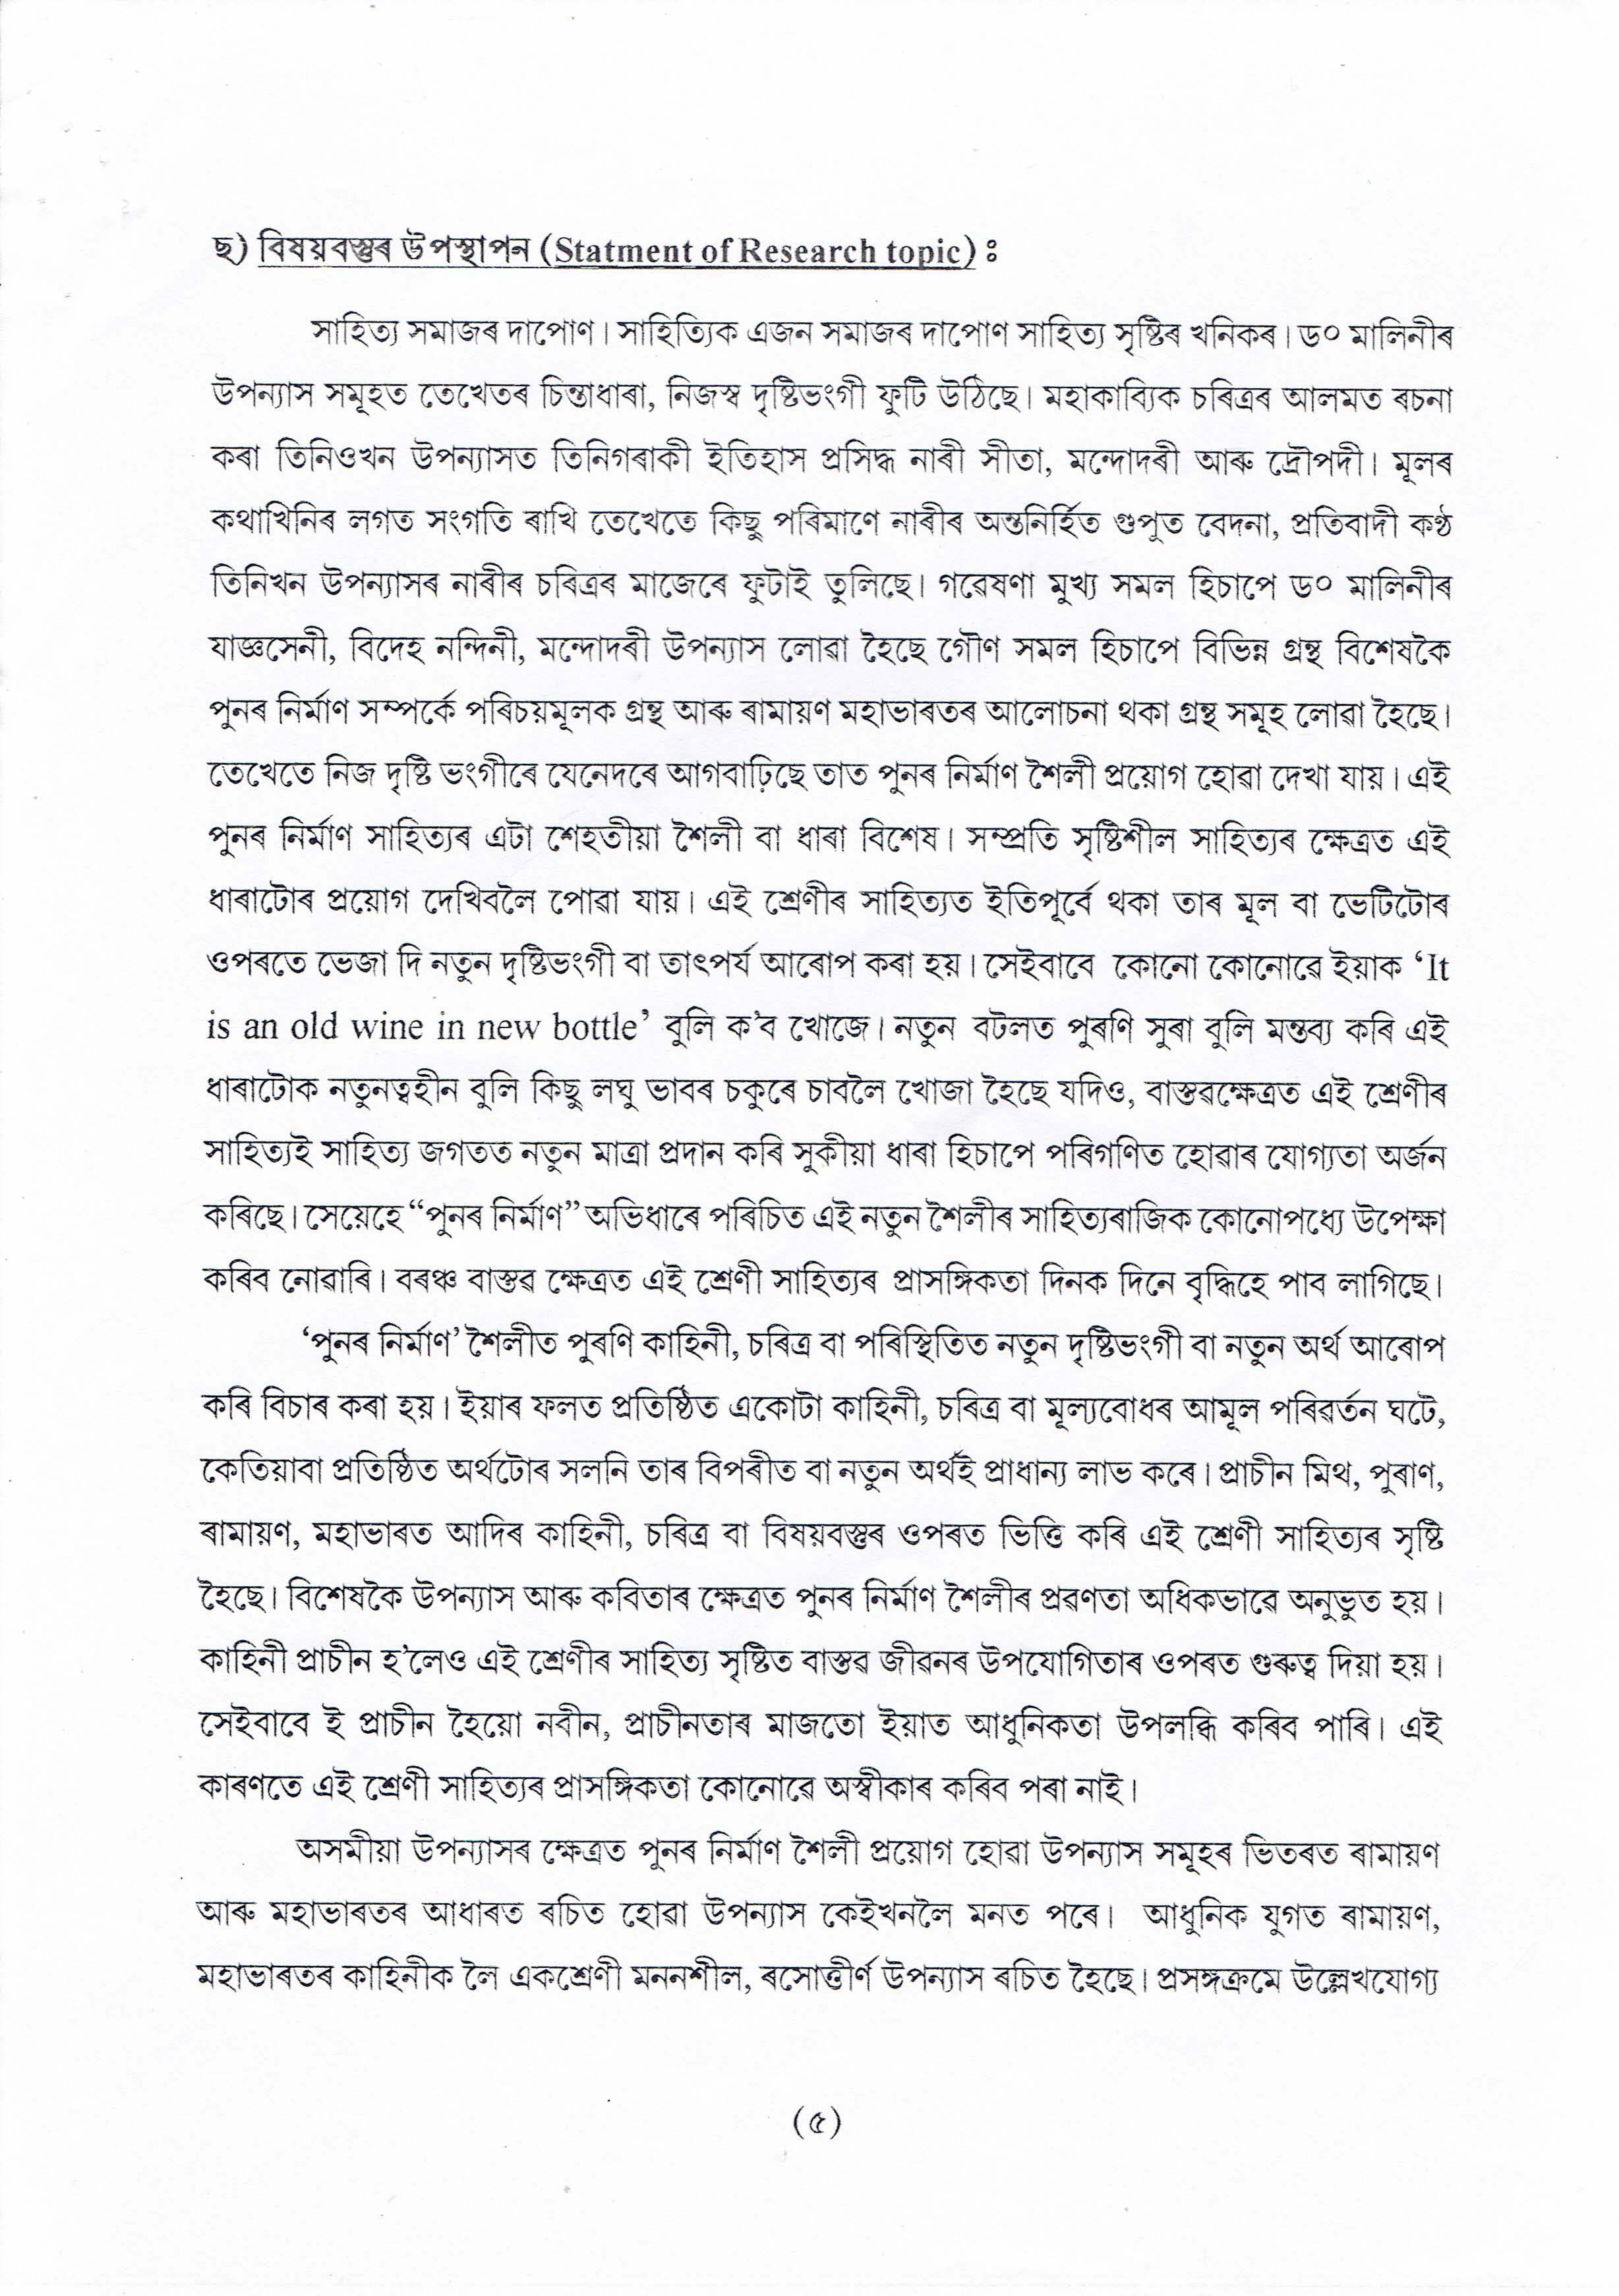 ছ) বিষয়বস্তুৰ উপস্থাপন (Statment of Research topic) ঃ
সাহিত্য সমাজৰ দাপোণ। সাহিত্যিক এজন সমাজৰ দাপোণ সাহিত্য সৃষ্টিৰ খনিকৰ। ড০ মালিনীৰ
উপন্যাস সমূহত তেখেতৰ চিন্তাধাৰা, নিজস্ব দৃষ্টিভংগী ফুটি উঠিছে। মহাকাব্যিক চৰিত্ৰৰ আলমত ৰচনা
কৰা তিনিওখন উপন্যাসত তিনিগৰাকী ইতিহাস প্ৰসিদ্ধ নাৰী সীতা, মন্দোদৰী আৰু দ্ৰৌপদী। মূলৰ
কথাখিনিৰ লগত সংগতি ৰাখি তেখেতে কিছু পৰিমাণে নাৰীৰ অন্তনিৰ্হিত গুপুত বেদনা, প্ৰতিবাদী কণ্ঠ
তিনিখন উপন্যাসৰ নাৰীৰ চৰিত্ৰৰ মাজেৰে ফুটাই তুলিছে। গৱেষণা মুখ্য সমল হিচাপে ড০ মালিনীৰ
যাজ্ঞসেনী, বিদেহ নন্দিনী, মন্দোদৰী উপন্যাস লোৱা হৈছে গৌণ সমল হিচাপে বিভিন্ন গ্ৰন্থ বিশেষকৈ
পুনৰ নিৰ্মাণ সম্পৰ্কে পৰিচয়মূলক গ্ৰন্থ আৰু ৰামায়ণ মহাভাৰতৰ আলোচনা থকা গ্ৰন্থ সমূহ লোৱা হৈছে।
তেখেতে নিজ দৃষ্টি ভংগীৰে যেনেদৰে আগবাঢ়িছে তাত পুনৰ নিৰ্মাণ শৈলী প্ৰয়োগ হোৱা দেখা যায়। এই
পুনৰ নিৰ্মাণ সাহিত্যৰ এটা শেহতীয়া শৈলী বা ধাৰা বিশেষ। সম্প্ৰতি সৃষ্টিশীল সাহিত্যৰ ক্ষেত্ৰত এই
ধাৰাটোৰ প্ৰয়োগ দেখিবলৈ পোৱা যায়। এই শ্ৰেণীৰ সাহিত্যত ইতিপূৰ্বে থকা তাৰ মূল বা ভেটিটোৰ
ওপৰতে ভেজা দি নতুন দৃষ্টিভংগী বা তাৎপৰ্য আৰোপ কৰা হয়। সেইবাবে কোনো কোনোৱে ইয়াক ‘It
is an old wine in new bottle’ বুলি ক’ব খোজে। নতুন বটলত পুৰণি সুৰা বুলি মন্তব্য কৰি এই
ধাৰাটোক নতুনত্বহীন বুলি কিছু লঘু ভাবৰ চকুৰে চাবলৈ খোজা হৈছে যদিও, বাস্তৱক্ষেত্ৰত এই শ্ৰেণীৰ
সাহিত্যই সাহিত্য জগতত নতুন মাত্ৰা প্ৰদান কৰি সুকীয়া ধাৰা হিচাপে পৰিগণিত হোৱাৰ যোগ্যতা অৰ্জন
কৰিছে। সেয়েহে “পুনৰ নিৰ্মাণ” অভিধাৰে পৰিচিত এই নতুন শৈলীৰ সাহিত্যৰাজিক কোনোপধ্যে উপেক্ষা
কৰিব নোৱাৰি। বৰঞ্চ বাস্তৱ ক্ষেত্ৰত এই শ্ৰেণী সাহিত্যৰ প্ৰাসঙ্গিকতা দিনক দিনে বৃদ্ধিহে পাব লাগিছে।
‘পুনৰ নিৰ্মাণ’ শৈলীত পুৰণি কাহিনী, চৰিত্ৰ বা পৰিস্থিতিত নতুন দৃষ্টিভংগী বা নতুন অৰ্থ আৰোপ
কৰি বিচাৰ কৰা হয়। ইয়াৰ ফলত প্ৰতিষ্ঠিত একোটা কাহিনী, চৰিত্ৰ বা মূল্যবোধৰ আমূল পৰিৱৰ্তন ঘটে,
কেতিয়াবা প্ৰতিষ্ঠিত অৰ্থটোৰ সলনি তাৰ বিপৰীত বা নতুন অৰ্থই প্ৰাধান্য লাভ কৰে। প্ৰাচীন মিথ, পুৰাণ,
ৰামায়ণ, মহাভাৰত আদিৰ কাহিনী, চৰিত্ৰ বা বিষয়বস্তুৰ ওপৰত ভিত্তি কৰি এই শ্ৰেণী সাহিত্যৰ সৃষ্টি
হৈছে। বিশেষকৈ উপন্যাস আৰু কবিতাৰ ক্ষেত্ৰত পুনৰ নিৰ্মাণ শৈলীৰ প্ৰৱণতা অধিকভাৱে অনুভুত হয়।
কাহিনী প্ৰাচীন হ’লেও এই শ্ৰেণীৰ সাহিত্য সৃষ্টিত বাস্তৱ জীৱনৰ উপযোগিতাৰ ওপৰত গুৰুত্ব দিয়া হয়।
সেইবাবে ই প্ৰাচীন হৈয়ো নবীন, প্ৰাচীনতাৰ মাজতো ইয়াত আধুনিকতা উপলব্ধি কৰিব পাৰি। এই
কাৰণতে এই শ্ৰেণী সাহিত্যৰ প্ৰাসঙ্গিকতা কোনোৱে অস্বীকাৰ কৰিব পৰা নাই।
অসমীয়া উপন্যাসৰ ক্ষেত্ৰত পুনৰ নিৰ্মাণ শৈলী প্ৰয়োগ হোৱা উপন্যাস সমূহৰ ভিতৰত ৰামায়ণ
আৰু মহাভাৰতৰ আধাৰত ৰচিত হোৱা উপন্যাস কেইখনলৈ মনত পৰে। আধুনিক যুগত ৰামায়ণ,
মহাভাৰতৰ কাহিনীক লৈ একশ্ৰেণী মননশীল, ৰসোত্তীৰ্ণ উপন্যাস ৰচিত হৈছে। প্ৰসঙ্গক্ৰমে উল্লেখযোগ্য
(৫)